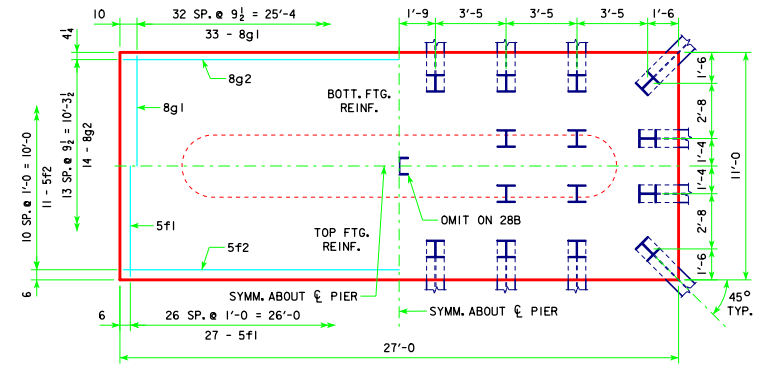 10
32 SP. @ 9½ = 25'-4
33 - 8g1
1'-9
3'-5
3'-5
3'-5
1'-6
4¼
8g2
BOTT. FTG.
REINF.
8g1
1'-6
2'-8
1'-4
1'-4
2'-8
1'-6
11'-0
10 SP. @ 1'-0 = 10'-0
11 - 5f2
13 SP. @ 9½ = 10'-3½
14 - 8g2
OMIT ON 28B
5f1
TOP FTG.
REINF.
5f2
6
SYMM. ABOUT ℄ PIER
SYMM. ABOUT ℄ PIER
45°
TYP.
6
26 SP. @ 1'-0 = 26'-0
27 - 5f1
27'-0